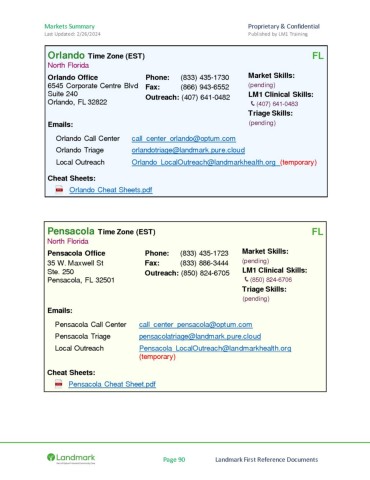 Markets Summary Proprietary & Confidential
Last Updated: 2/28/2024 Published by LM1 Training
Orlando Time Zone (EST) FL
North Florida
Orlando Office Phone: (833) 435-1730 Market Skills:
6545 Corporate Centre Blvd Fax: (866) 943-6552 (pending)
Suite 240 Outreach: (407) 641-0482 LM1 Clinical Skills:
Orlando, FL 32822 (407) 641-0483
Triage Skills:
(pending)
Emails:
Orlando Call Center call_center_orlando@optum.com
Orlando Triage orlandotriage@landmark.pure.cloud
Local Outreach Orlando_LocalOutreach@landmarkhealth.org (temporary)
Cheat Sheets:
Orlando Cheat Sheets.pdf
Pensacola Time Zone (EST) FL
North Florida
Pensacola Office Phone: (833) 435-1723 Market Skills:
35 W. Maxwell St Fax: (833) 886-3444 (pending)
Ste. 250 Outreach: (850) 824-6705 LM1 Clinical Skills:
Pensacola, FL 32501 (850) 824-6706
Triage Skills:
(pending)
Emails:
Pensacola Call Center call_center_pensacola@optum.com
Pensacola Triage pensacolatriage@landmark.pure.cloud
Local Outreach Pensacola_LocalOutreach@landmarkhealth.org
(temporary)
Cheat Sheets:
Pensacola Cheat Sheet.pdf
Landmark Page 90 Landmark First Reference Documents